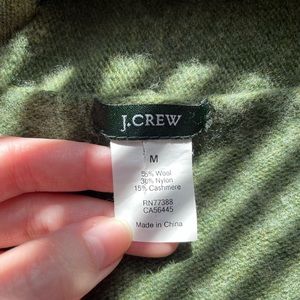 J.CREW
M
55% Wool
30% Nylon
15% Cashmere
RN77388
CA56445
Made in China